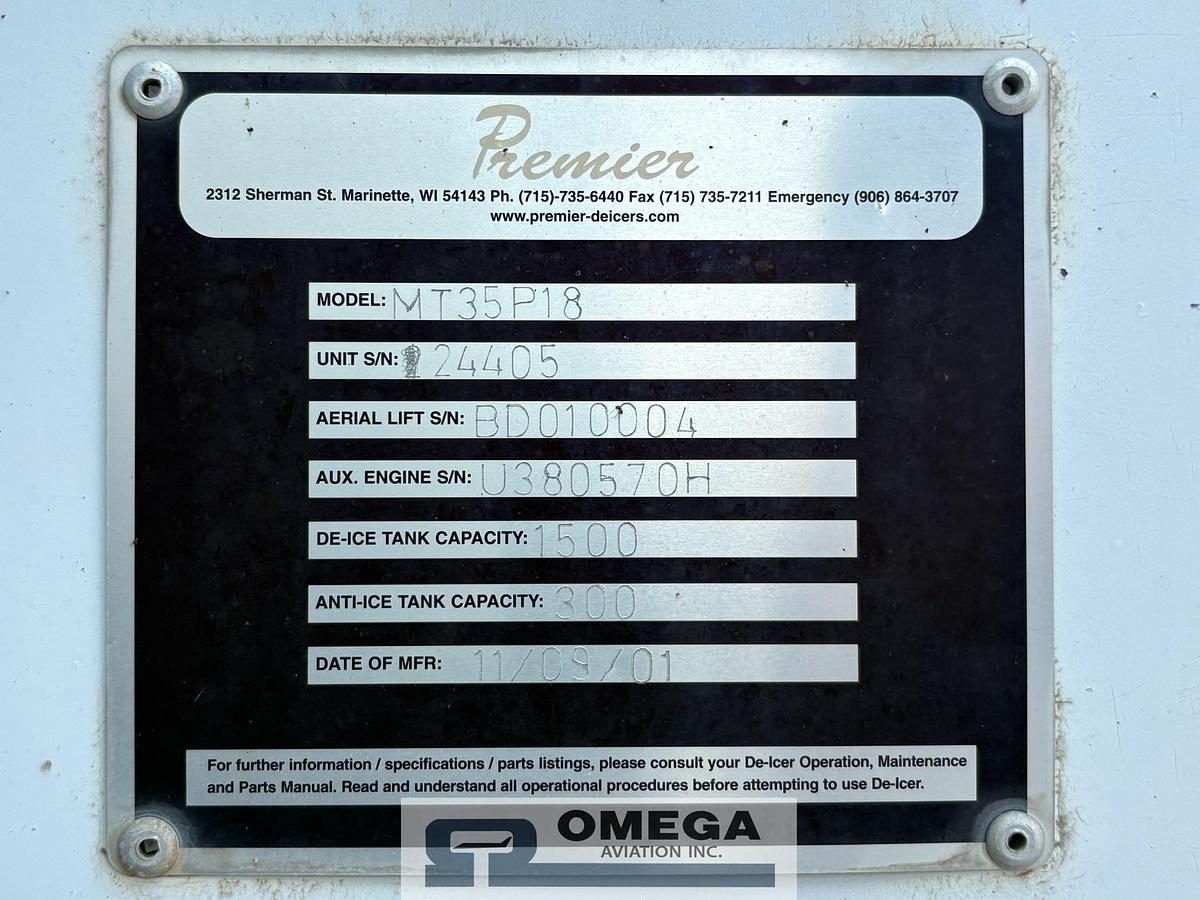 Premier
2312 Sherman St. Marinette, WI 54143 Ph. (715)-735-6440 Fax (715) 735-7211 Emergency (906) 864-3707
www.premier-deicers.com
MODEL: MT35P18
UNIT S/N: 24405
AERIAL LIFT S/N: BD010004
AUX. ENGINE S/N: U380570H
DE-ICE TANK CAPACITY: 1500
ANTI-ICE TANK CAPACITY: 300
DATE OF MFR: 11/09/01
For further information / specifications / parts listings, please consult your De-Icer Operation, Maintenance
and Parts Manual. Read and understand all operational procedures before attempting to use De-Icer.
OMEGA
AVIATION INC.